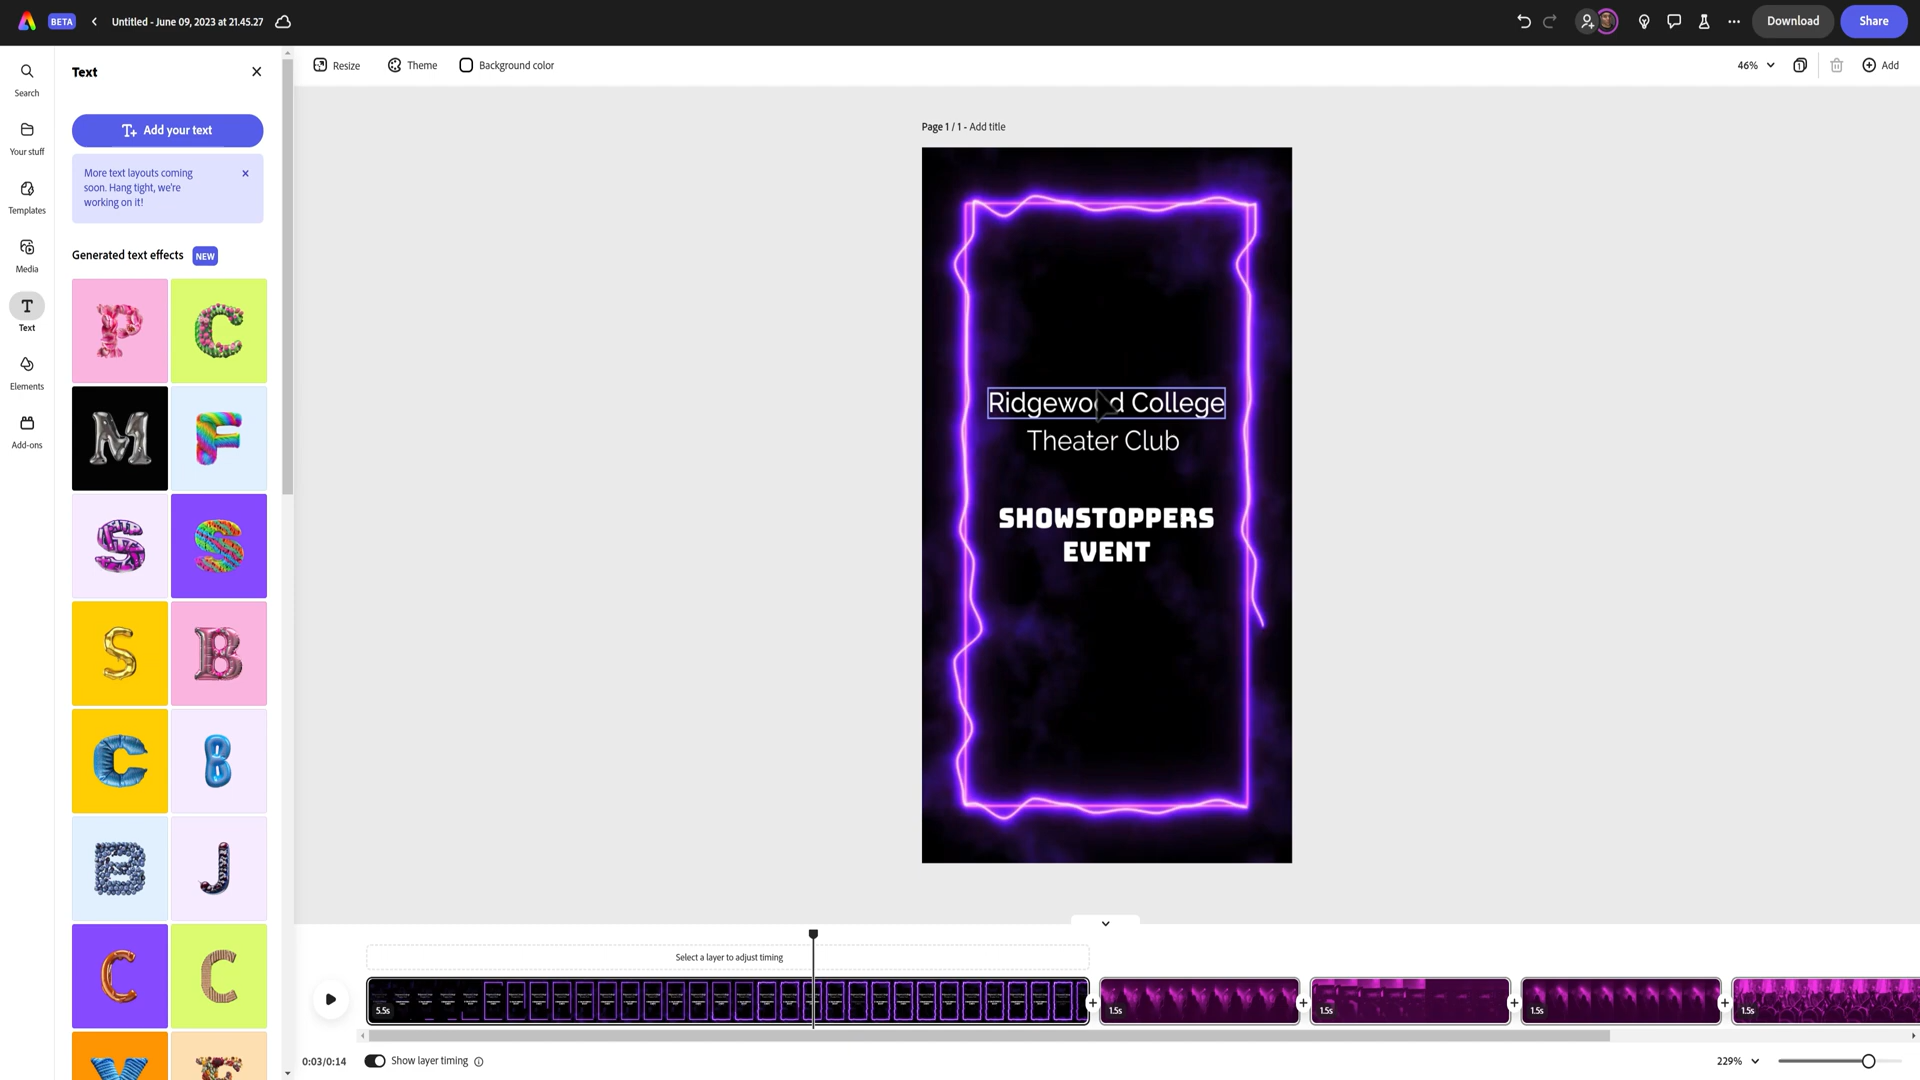 BETA
Untitled - June 09, 2023 at 21.45.27
Download
Share
Search
Your stuff
Templates
Media
Text
Elements
Add-ons
Text
Add your text
More text layouts coming
soon. Hang tight, we're
working on it!
Generated text effects NEW
P C
M F
S S
S B
C 8
B J
C C
Resize
Theme
Background color
46%
Add
Page 1 / 1 - Add title
Ridgewood College
Theater Club
SHOWSTOPPERS
EVENT
Select a layer to adjust timing
5.5s
1.5s
1.5s
1.5s
1.5s
0:03/0:14
Show layer timing
229%